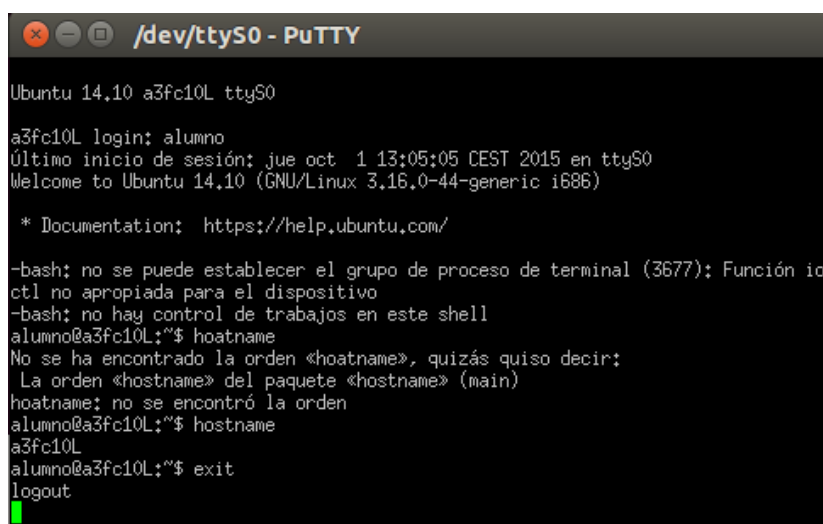 /dev/ttyS0 - PuTTY
Ubuntu 14.10 a3fc10L ttyS0
a3fc10L login: alumno
Último inicio de sesión: jue oct  1 13:05:05 CEST 2015 en ttyS0
Welcome to Ubuntu 14.10 (GNU/Linux 3.16.0-44-generic i686)
 * Documentation:  https://help.ubuntu.com/
-bash: no se puede establecer el grupo de proceso de terminal (3677): Función io
ctl no apropiada para el dispositivo
-bash: no hay control de trabajos en este shell
alumno@a3fc10L:~$ hoatname
No se ha encontrado la orden «hoatname», quizás quiso decir:
 La orden «hostname» del paquete «hostname» (main)
hoatname: no se encontró la orden
alumno@a3fc10L:~$ hostname
a3fc10L
alumno@a3fc10L:~$ exit
logout